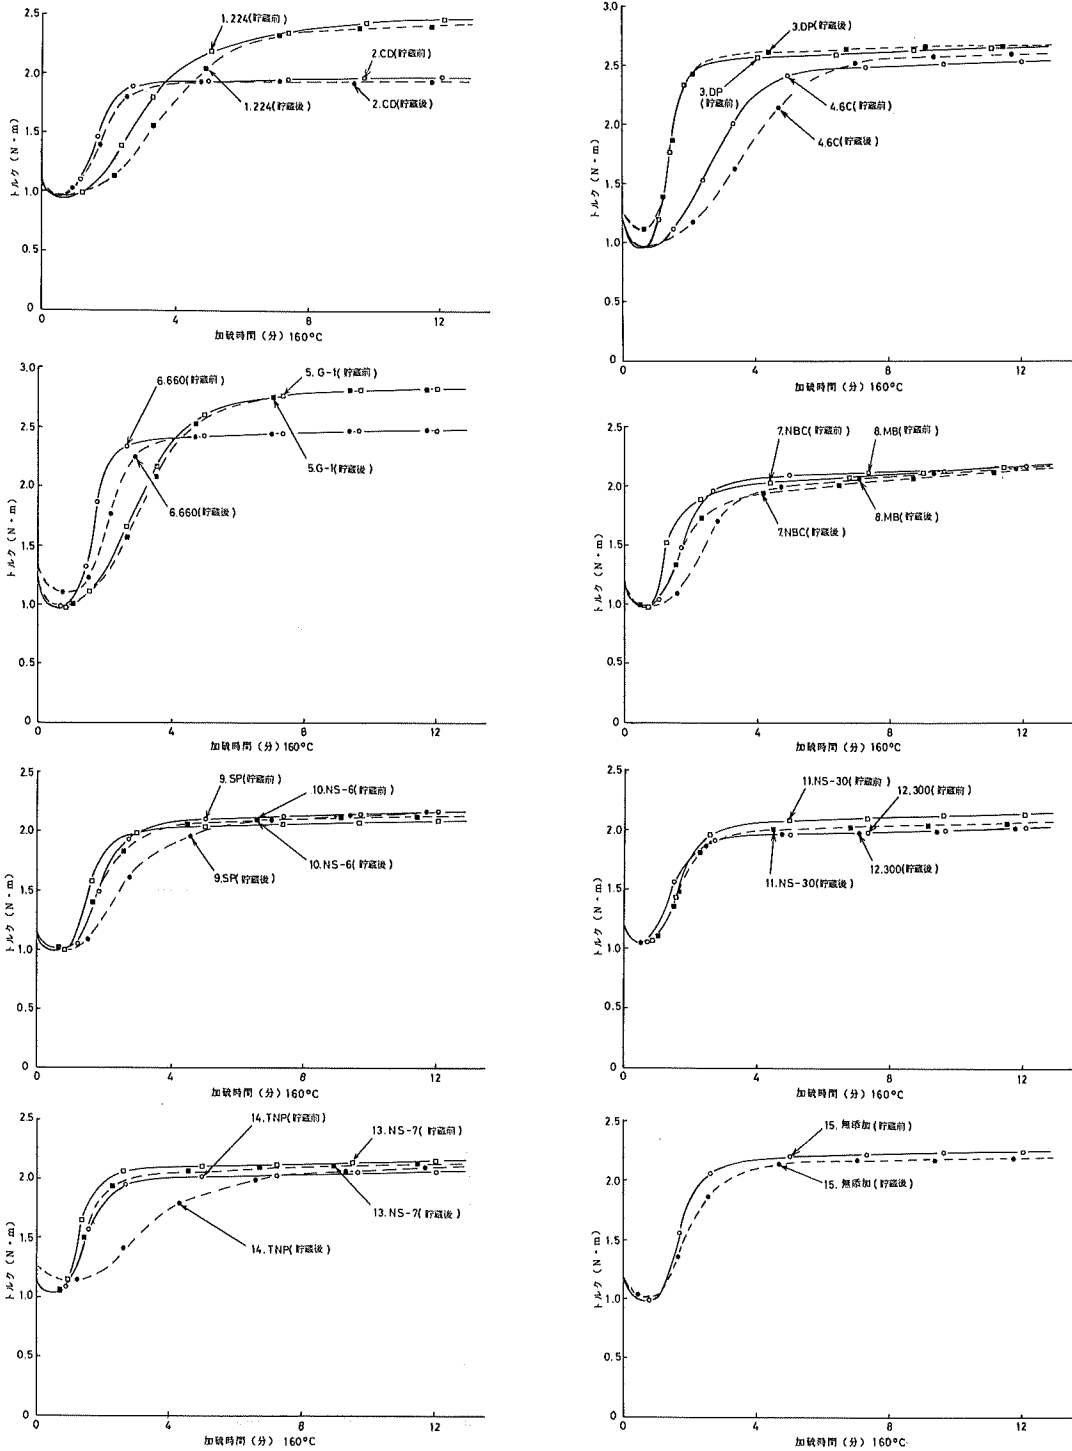 2.5
2.0
1.5
1.0
0.5
0
トルク (N・m)
1.224(貯蔵前)
2.CD(貯蔵前)
1.224(貯蔵後)
2.CD(貯蔵後)
0 4 8 12
加硫時間(分) 160°C
3.0
2.5
2.0
1.5
1.0
0.5
0
トルク (N・m)
3.DP(貯蔵後)
3.DP
(貯蔵前)
4.6C(貯蔵前)
4.6C(貯蔵後)
0 4 8 12
加硫時間(分) 160°C
3.0
2.5
2.0
1.5
1.0
0.5
0
トルク (N・m)
6.660(貯蔵前)
5.G-1(貯蔵前)
5.G-1(貯蔵後)
6.660(貯蔵後)
0 4 8 12
加硫時間(分) 160°C
2.5
2.0
1.5
1.0
0.5
0
トルク (N・m)
7.NBC(貯蔵前)
8.MB(貯蔵前)
8.MB(貯蔵後)
7.NBC(貯蔵後)
0 4 8 12
加硫時間(分) 160°C
2.5
2.0
1.5
1.0
0.5
0
トルク (N・m)
9.SP(貯蔵前)
10.NS-6(貯蔵前)
10.NS-6(貯蔵後)
9.SP(貯蔵後)
0 4 8 12
加硫時間(分) 160°C
2.5
2.0
1.5
1.0
0.5
0
トルク (N・m)
11.NS-30(貯蔵前)
12.300(貯蔵前)
12.300(貯蔵後)
11.NS-30(貯蔵後)
0 4 8 12
加硫時間(分) 160°C
2.5
2.0
1.5
1.0
0.5
0
トルク (N・m)
14.TNP(貯蔵前)
13.NS-7(貯蔵前)
13.NS-7(貯蔵後)
14.TNP(貯蔵後)
0 4 8 12
加硫時間(分) 160°C
2.5
2.0
1.5
1.0
0.5
0
トルク (N・m)
15.無添加(貯蔵前)
15.無添加(貯蔵後)
0 4 8 12
加硫時間(分) 160°C